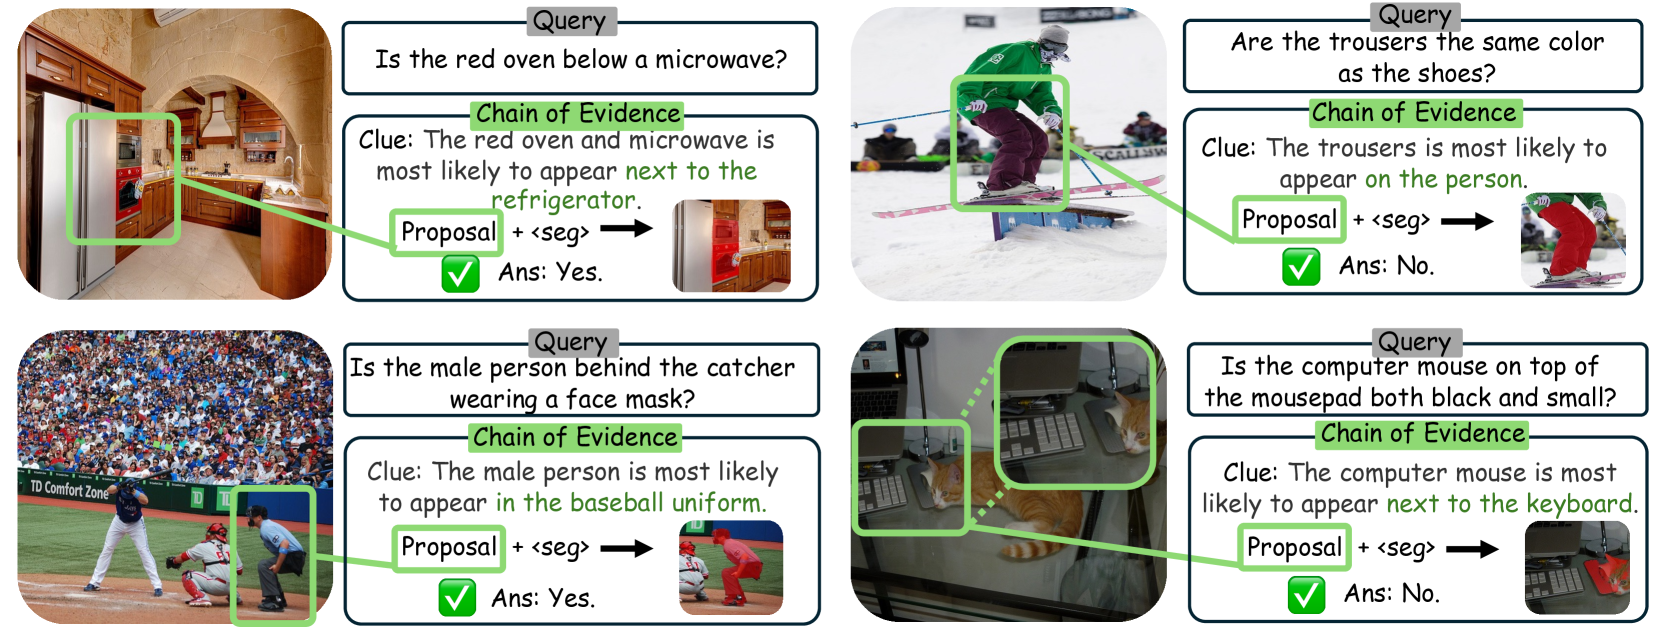 Query
Is the red oven below a microwave?
Chain of Evidence
Clue: The red oven and microwave is
most likely to appear next to the
refrigerator.
Proposal + <seg>
Ans: Yes.
Query
Are the trousers the same color
as the shoes?
Chain of Evidence
Clue: The trousers is most likely to
appear on the person.
Proposal + <seg>
Ans: No.
SCALLYW
Query
Is the male person behind the catcher
wearing a face mask?
Chain of Evidence
Clue: The male person is most likely
to appear in the baseball uniform.
Proposal + <seg>
Ans: Yes.
TD Comfort Zone
TD
Query
Is the computer mouse on top of
the mousepad both black and small?
Chain of Evidence
Clue: The computer mouse is most
likely to appear next to the keyboard.
Proposal + <seg>
Ans: No.